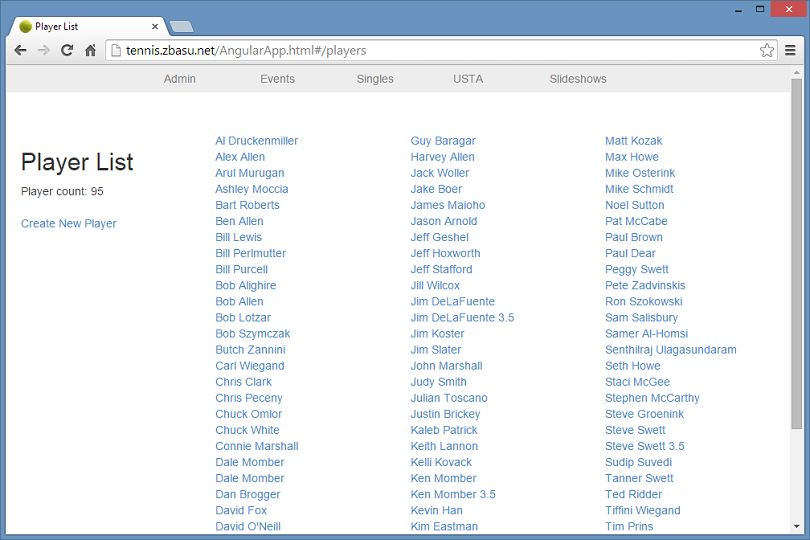 Player List
tennis.zbasu.net/AngularApp.html#/players
Admin Events Singles USTA Slideshows
Player List
Player count: 95
Create New Player
Al Druckenmiller
Alex Allen
Arul Murugan
Ashley Moccia
Bart Roberts
Ben Allen
Bill Lewis
Bill Perlmutter
Bill Purcell
Bob Alighire
Bob Allen
Bob Lotzar
Bob Szymczak
Butch Zannini
Carl Wiegand
Chris Clark
Chris Peceny
Chuck Omlor
Chuck White
Connie Marshall
Dale Momber
Dale Momber
Dan Brogger
David Fox
David O'Neill
Guy Baragar
Harvey Allen
Jack Woller
Jake Boer
James Maioho
Jason Arnold
Jeff Geshel
Jeff Hoxworth
Jeff Stafford
Jill Wilcox
Jim DeLaFuente
Jim DeLaFuente 3.5
Jim Koster
Jim Slater
John Marshall
Judy Smith
Julian Toscano
Justin Brickey
Kaleb Patrick
Keith Lannon
Kelli Kovack
Ken Momber
Ken Momber 3.5
Kevin Han
Kim Eastman
Matt Kozak
Max Howe
Mike Osterink
Mike Schmidt
Noel Sutton
Pat McCabe
Paul Brown
Paul Dear
Peggy Swett
Pete Zadvinskis
Ron Szokowski
Sam Salisbury
Samer Al-Homsi
Senthilraj Ulagasundaram
Seth Howe
Staci McGee
Stephen McCarthy
Steve Groenink
Steve Swett
Steve Swett 3.5
Sudip Suvedi
Tanner Swett
Ted Ridder
Tiffini Wiegand
Tim Prins